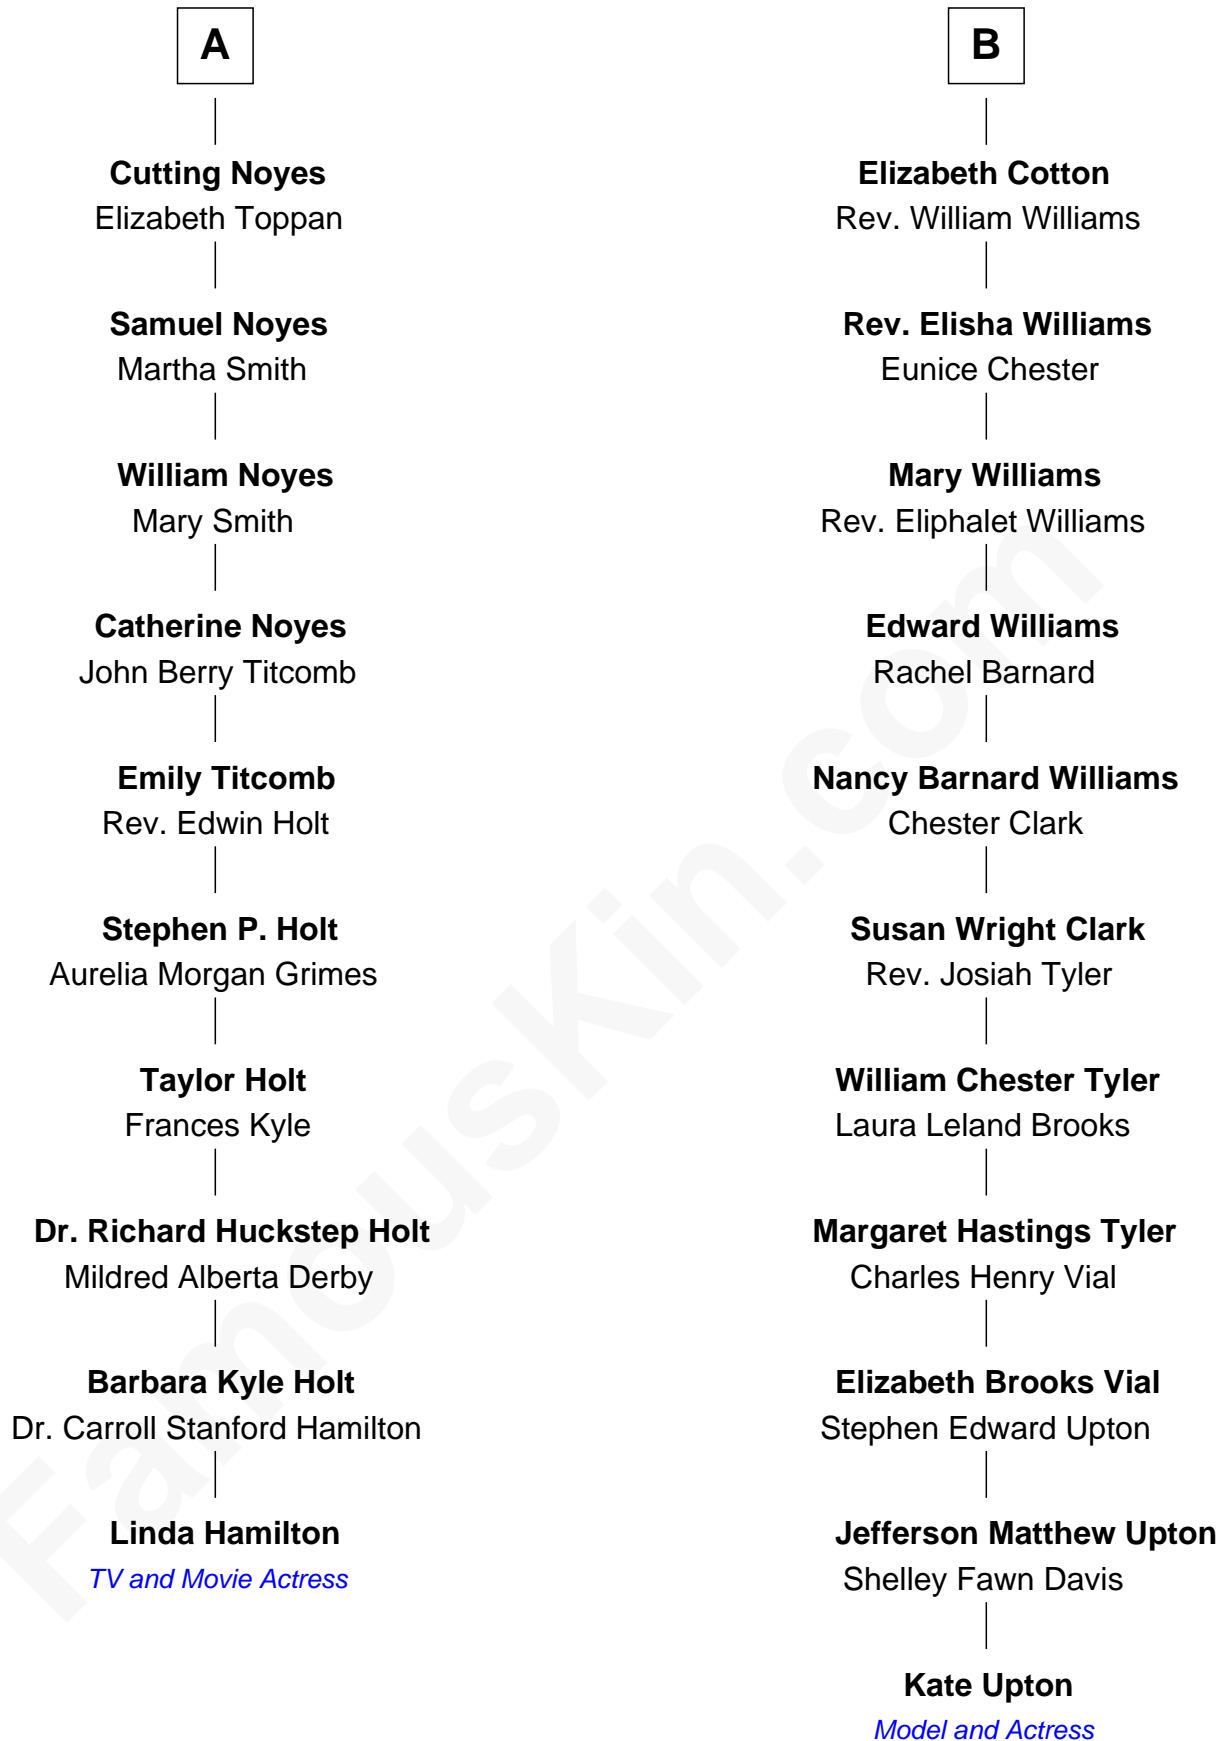 A
Cutting Noyes
Elizabeth Toppan
Samuel Noyes
Martha Smith
William Noyes
Mary Smith
Catherine Noyes
John Berry Titcomb
Emily Titcomb
Rev. Edwin Holt
Stephen P. Holt
Aurelia Morgan Grimes
Taylor Holt
Frances Kyle
Dr. Richard Huckstep Holt
Mildred Alberta Derby
Barbara Kyle Holt
Dr. Carroll Stanford Hamilton
Linda Hamilton
TV and Movie Actress
B
Elizabeth Cotton
Rev. William Williams
Rev. Elisha Williams
Eunice Chester
Mary Williams
Rev. Eliphalet Williams
Edward Williams
Rachel Barnard
Nancy Barnard Williams
Chester Clark
Susan Wright Clark
Rev. Josiah Tyler
William Chester Tyler
Laura Leland Brooks
Margaret Hastings Tyler
Charles Henry Vial
Elizabeth Brooks Vial
Stephen Edward Upton
Jefferson Matthew Upton
Shelley Fawn Davis
Kate Upton
Model and Actress
FamousKin.com